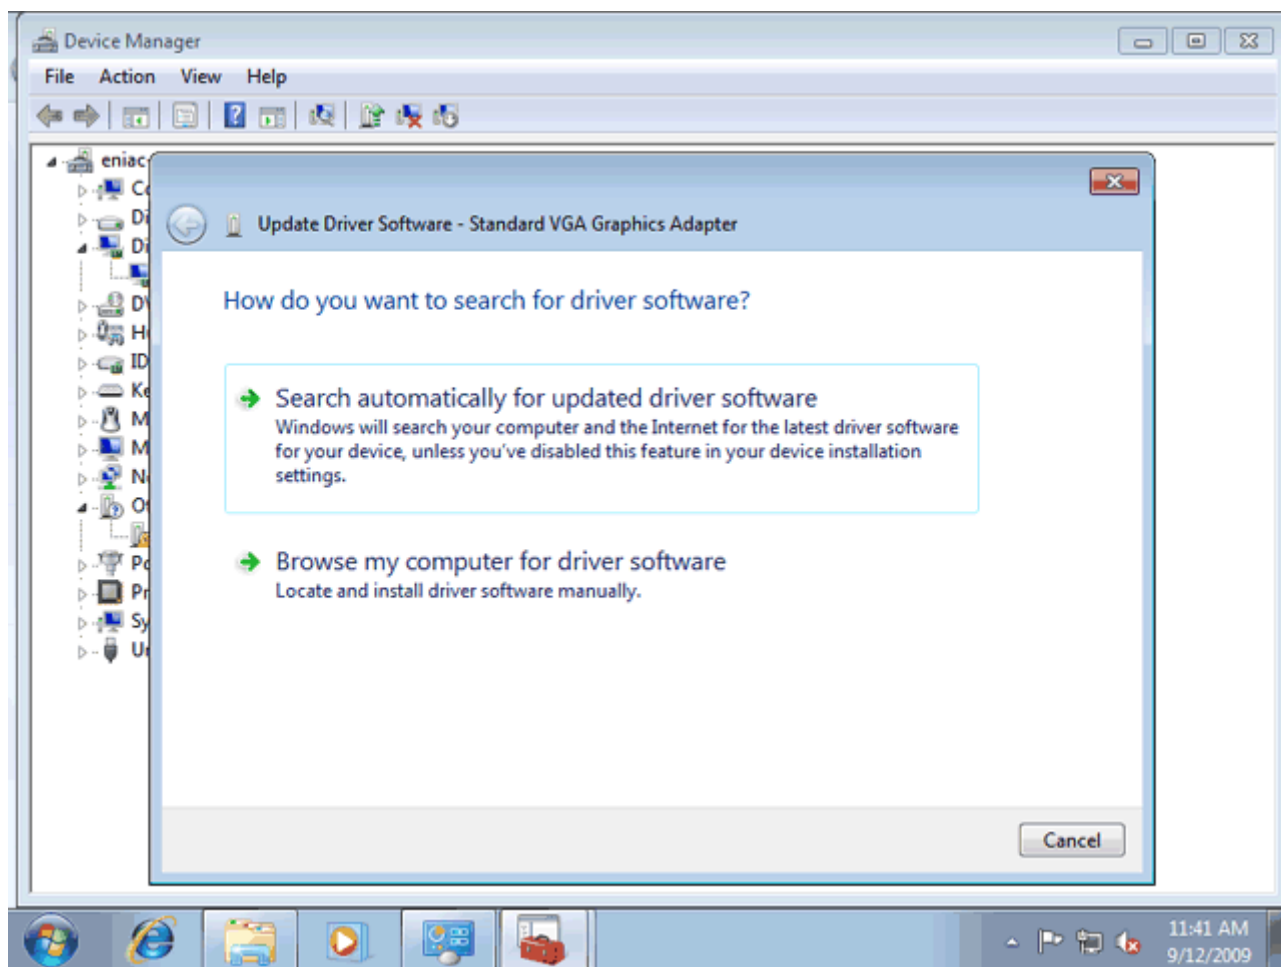 Device Manager
File Action View Help
eniac-
Update Driver Software - Standard VGA Graphics Adapter
How do you want to search for driver software?
Search automatically for updated driver software
Windows will search your computer and the Internet for the latest driver software
for your device, unless you've disabled this feature in your device installation
settings.
Browse my computer for driver software
Locate and install driver software manually.
Cancel
11:41 AM
9/12/2009